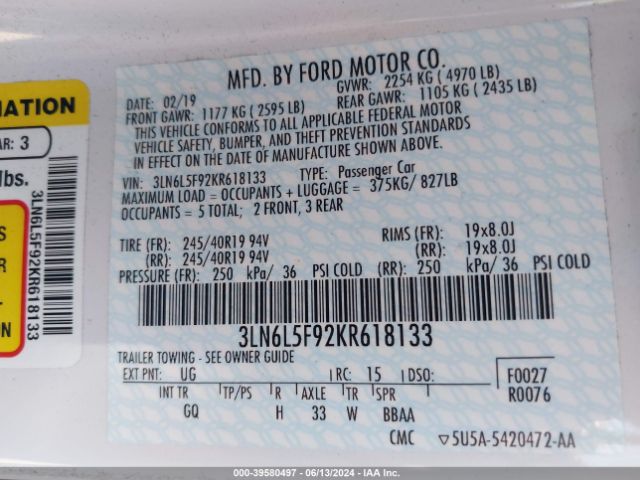 MFD. BY FORD MOTOR CO.
DATE: 02/19
GVWR: 2254 KG ( 4970 LB)
FRONT GAWR: 1177 KG ( 2595 LB)
REAR GAWR: 1105 KG ( 2435 LB)
THIS VEHICLE CONFORMS TO ALL APPLICABLE FEDERAL MOTOR
VEHICLE SAFETY, BUMPER, AND THEFT PREVENTION STANDARDS
IN EFFECT ON THE DATE OF MANUFACTURE SHOWN ABOVE.
VIN: 3LN6L5F92KR618133 TYPE: Passenger Car
MAXIMUM LOAD = OCCUPANTS + LUGGAGE = 375KG/ 827LB
OCCUPANTS = 5 TOTAL; 2 FRONT, 3 REAR
TIRE (FR): 245/40R19 94V RIMS (FR): 19x8.0J
(RR): 245/40R19 94V (RR): 19x8.0J
PRESSURE (FR): 250 kPa/ 36 PSI COLD (RR): 250 kPa/ 36 PSI COLD
3LN6L5F92KR618133
TRAILER TOWING - SEE OWNER GUIDE
EXT PNT: UG RC: 15 DSO: F0027
R0076
INT TR TP/PS R AXLE TR SPR
GQ H 33 W BBAA
CMC ▽5U5A-5420472-AA
MATION
AR: 3
lbs.
3LN6L5F92KR618133
S
R
ON
000-39580497 - 06/13/2024 - IAA Inc.